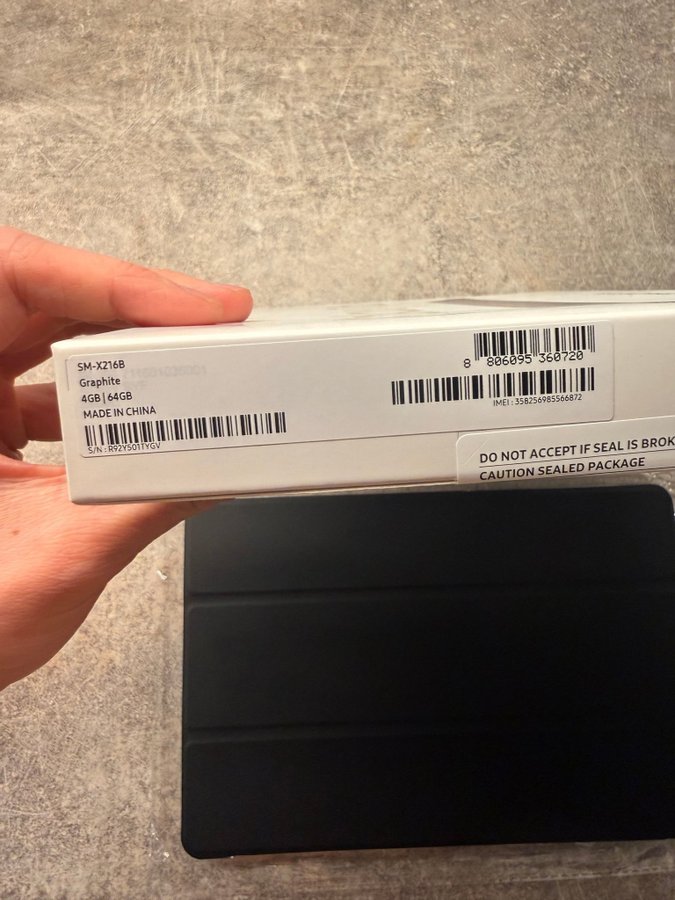 SM-X216B
Graphite
4GB | 64GB
MADE IN CHINA
S/N : R92Y501TYGV
8 806095 360720
IMEI : 358256985566872
DO NOT ACCEPT IF SEAL IS BROK
CAUTION SEALED PACKAGE